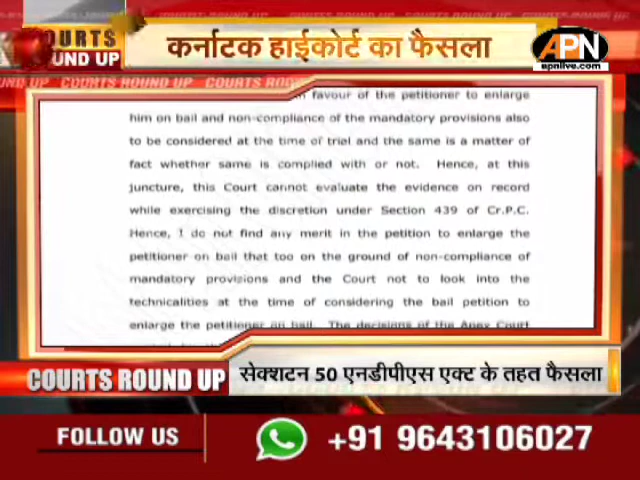 COURTS
ROUND UP
कर्नाटक हाईकोर्ट का फैसला
APN
apnlive.com
COURTS ROUND UP COURTS ROUND UP
favour of the petitioner to enlarge
him on bail and non-compliance of the mandatory provisions also
to be considered at the time of trial and the same is a matter of
fact whether same is complied with or not. Hence, at this
juncture, this Court cannot evaluate the evidence on record
while exercising the discretion under Section 439 of Cr.P.C.
Hence, I do not find any merit in the petition to enlarge the
petitioner on bail that too on the ground of non-compliance of
mandatory provisions and the Court not to look into the
technicalities at the time of considering the bail petition to
enlarge the petitioner on bail. The decisions of the Apex Court
COURTS ROUND UP
सेक्शटन 50 एनडीपीएस एक्ट के तहत फैसला
FOLLOW US
+91 9643106027